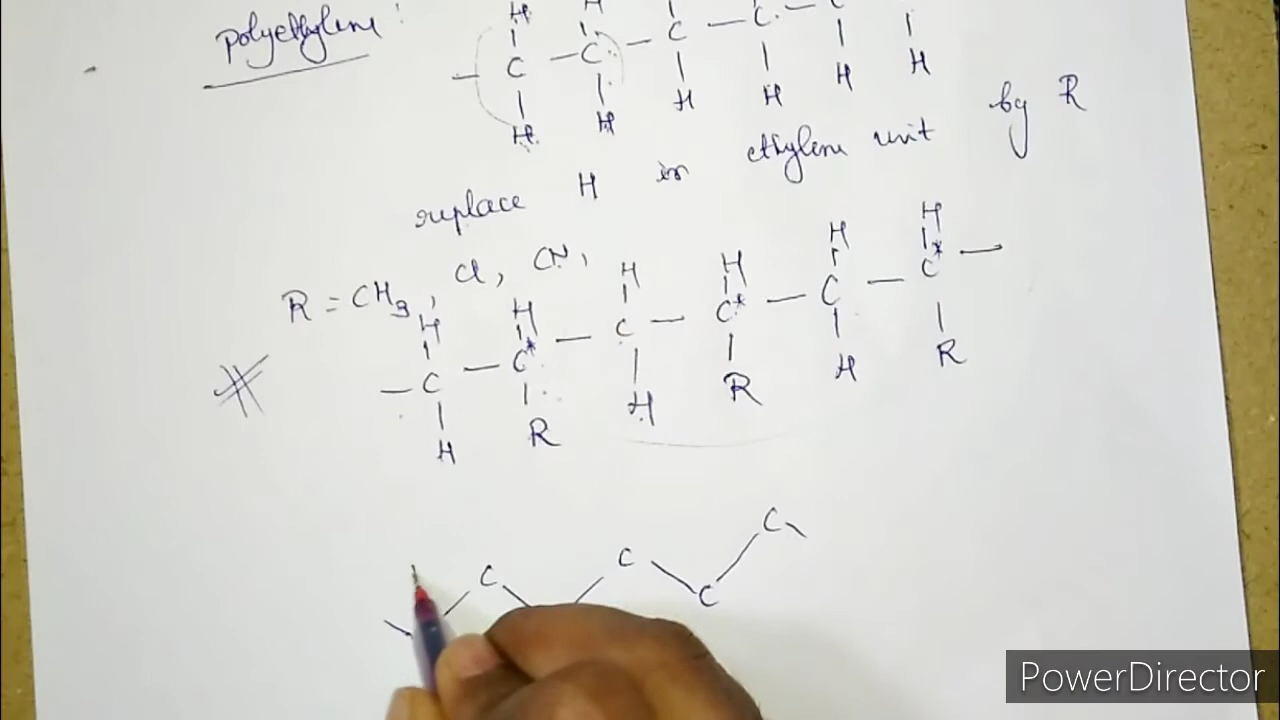 Polyethylene:
H H
— C — C — C — C — C
H H H H H H
replace H in ethylene unit by R
R = CH3, Cl, CN,
H H H H H H
— C — C* — C — C* — C — C* —
H R H R H R
C C C
C
PowerDirector